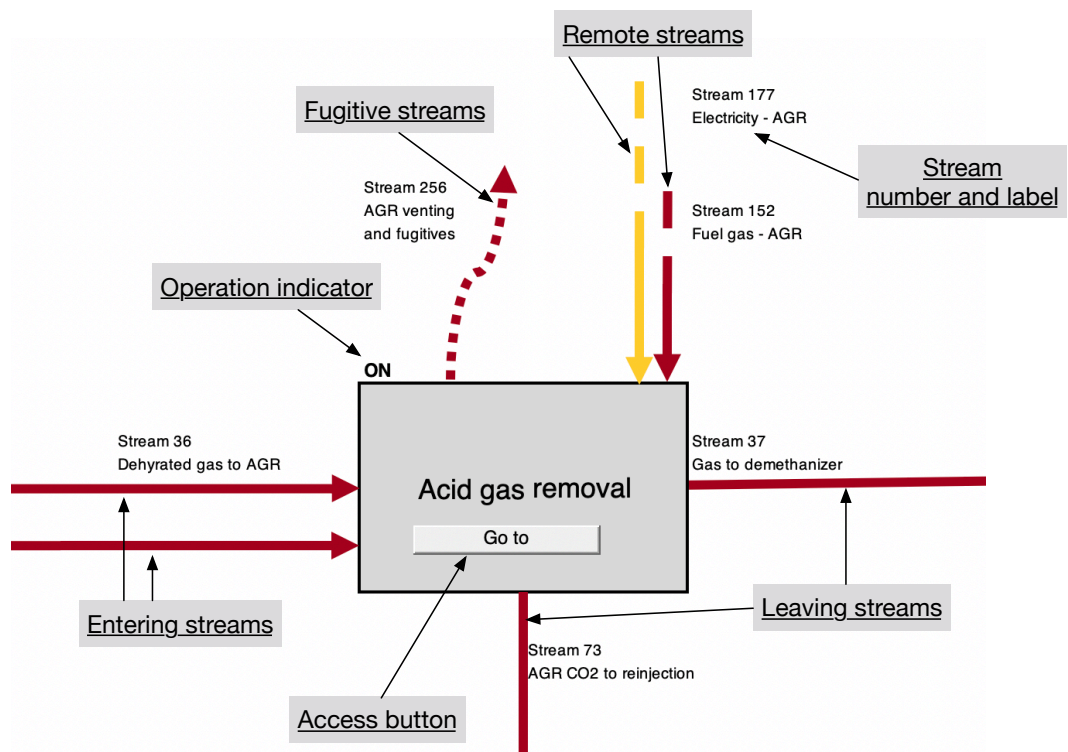 Remote streams
Fugitive streams
Stream 177
Electricity - AGR
Stream
number and label
Stream 256
AGR venting
and fugitives
Stream 152
Fuel gas - AGR
Operation indicator
ON
Stream 36
Dehyrated gas to AGR
Stream 37
Gas to demethanizer
Acid gas removal
Go to
Entering streams
Leaving streams
Stream 73
AGR CO2 to reinjection
Access button